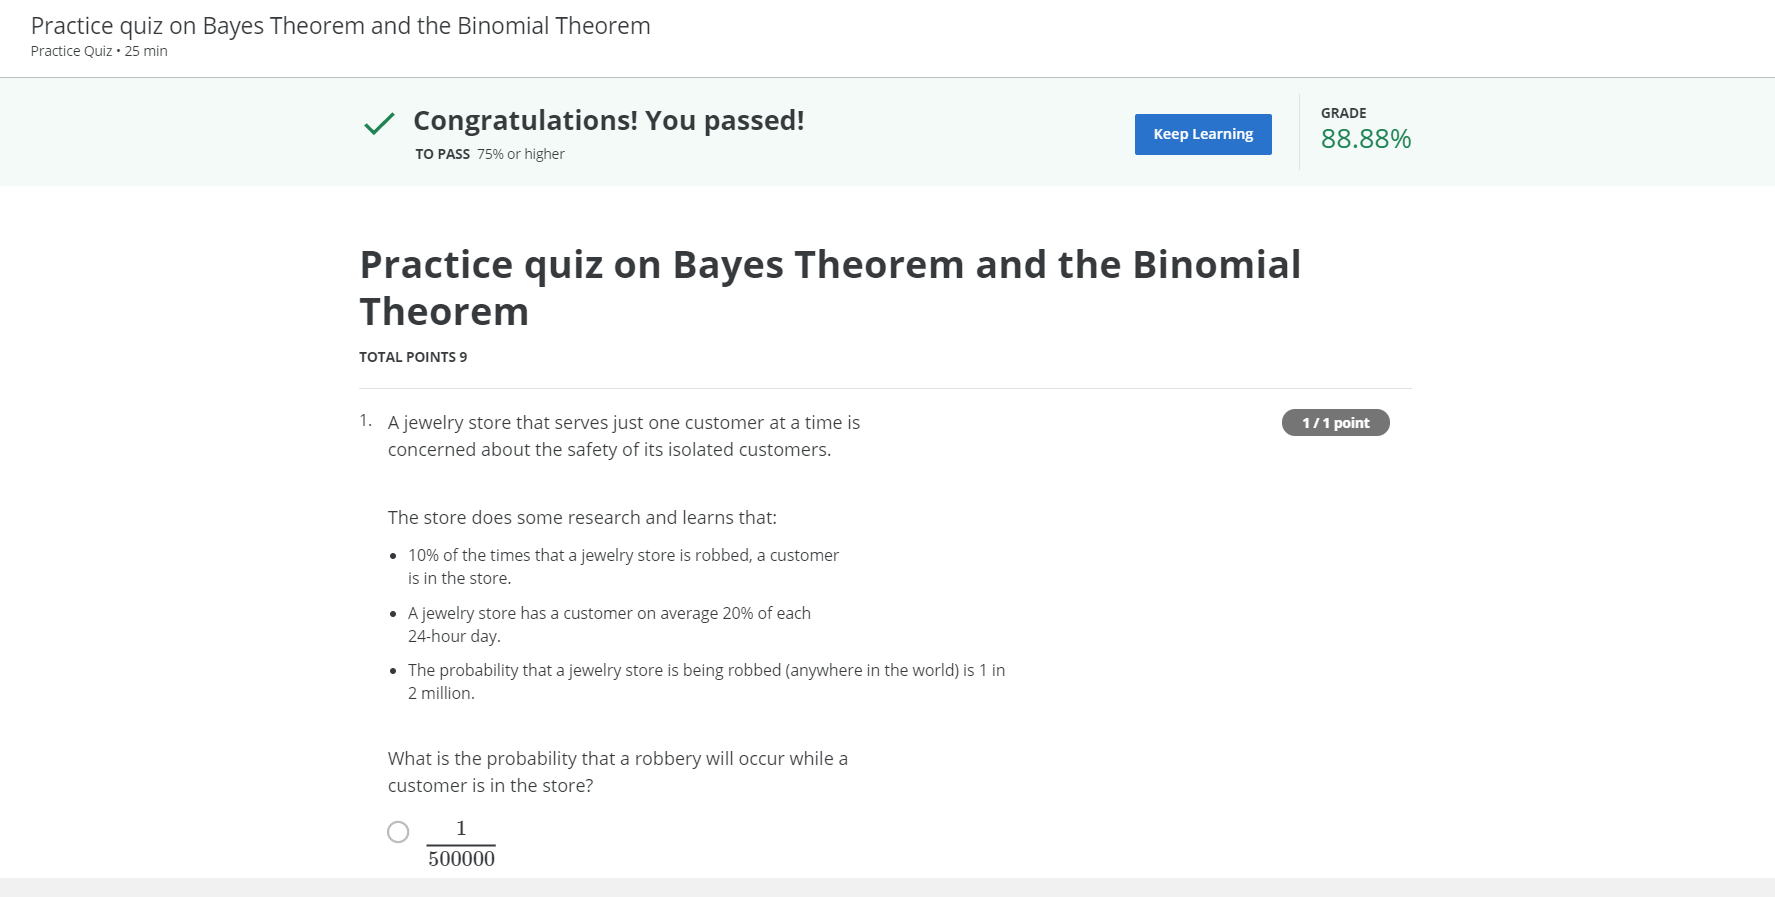 Practice quiz on Bayes Theorem and the Binomial Theorem
Practice Quiz • 25 min
Congratulations! You passed!
TO PASS 75% or higher
Keep Learning
GRADE
88.88%
Practice quiz on Bayes Theorem and the Binomial
Theorem
TOTAL POINTS 9
1. A jewelry store that serves just one customer at a time is
concerned about the safety of its isolated customers.
1 / 1 point
The store does some research and learns that:
• 10% of the times that a jewelry store is robbed, a customer
is in the store.
• A jewelry store has a customer on average 20% of each
24-hour day.
• The probability that a jewelry store is being robbed (anywhere in the world) is 1 in
2 million.
What is the probability that a robbery will occur while a
customer is in the store?
1
500000